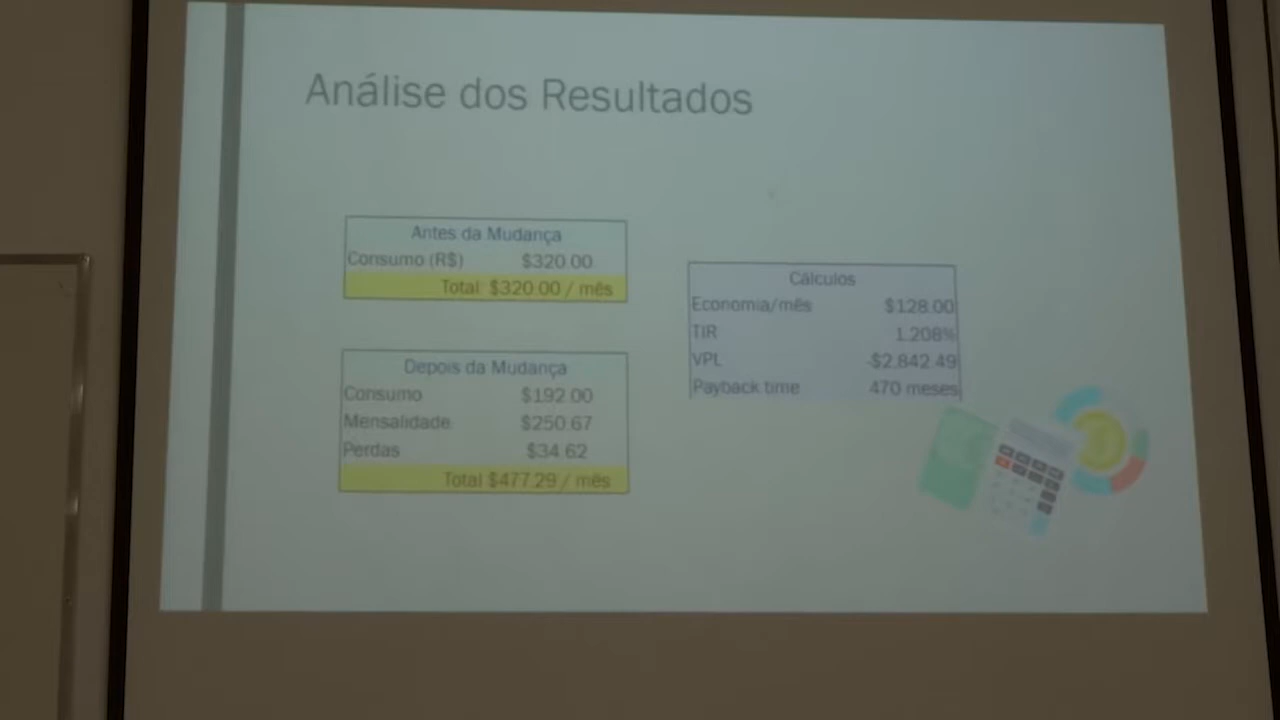 Análise dos Resultados
Antes da Mudança
Consumo (R$) $320.00
Total $320.00 / mês
Depois da Mudança
Consumo $192.00
Mensalidade $250.67
Perdas $34.62
Total $477.29 / mês
Cálculos
Economia/mês $128.00
TIR 1.208%
VPL -$2,842.49
Payback time 470 meses